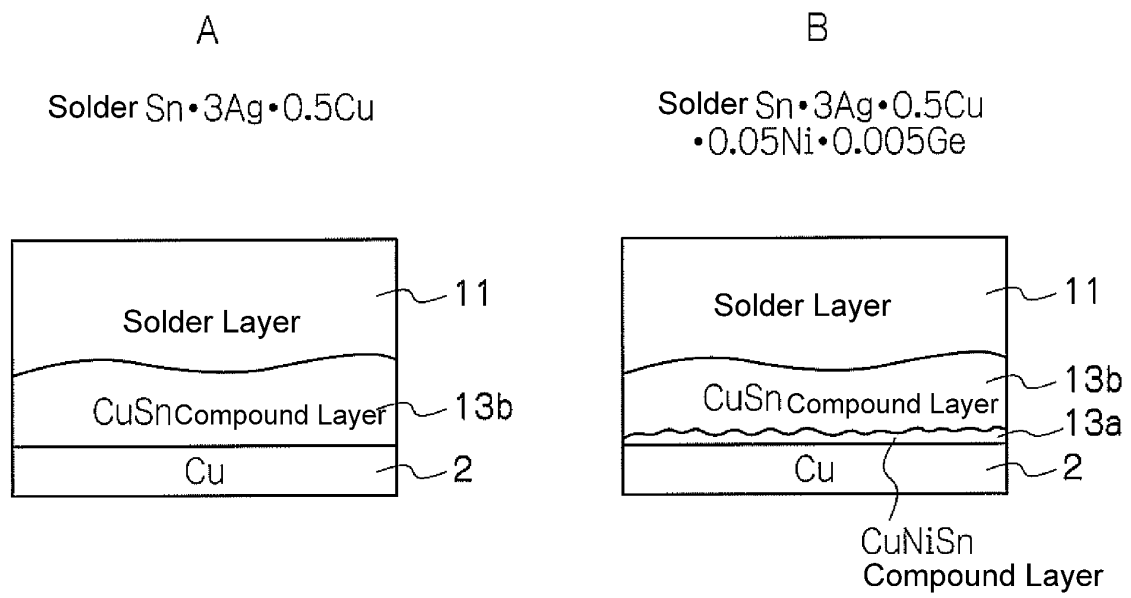 A
Solder Sn•3Ag•0.5Cu
Solder Layer
11
CuSn Compound Layer
13b
Cu
2
B
Solder Sn•3Ag•0.5Cu
•0.05Ni•0.005Ge
Solder Layer
11
CuSn Compound Layer
13b
13a
Cu
2
CuNiSn
Compound Layer